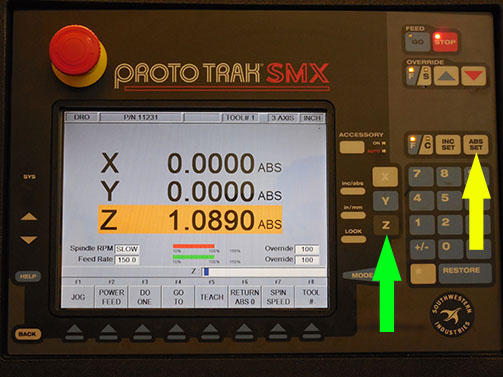 FEED
GO STOP
PROTO TRAK SMX
OVERRIDE
F / S
DRO P/N 11231 TOOL# 1 3 AXIS INCH
ACCESSORY
ON
AUTO
F / C INC SET ABS SET
X 0.0000 ABS
Y 0.0000 ABS
Z 1.0890 ABS
SYS
inc/abs
in/mm
LOOK
X 7 8
Y 4 5
Z 1 2
+/- 0
Spindle RPM SLOW Override 100
Feed Rate 150.0 Override 100
Z
HELP
MODE
RESTORE
F1 F2 F3 F4 F5 F6 F7 F8
JOG POWER FEED DO ONE GO TO TEACH RETURN ABS 0 SPIN SPEED TOOL #
BACK
SOUTHWESTERN INDUSTRIES